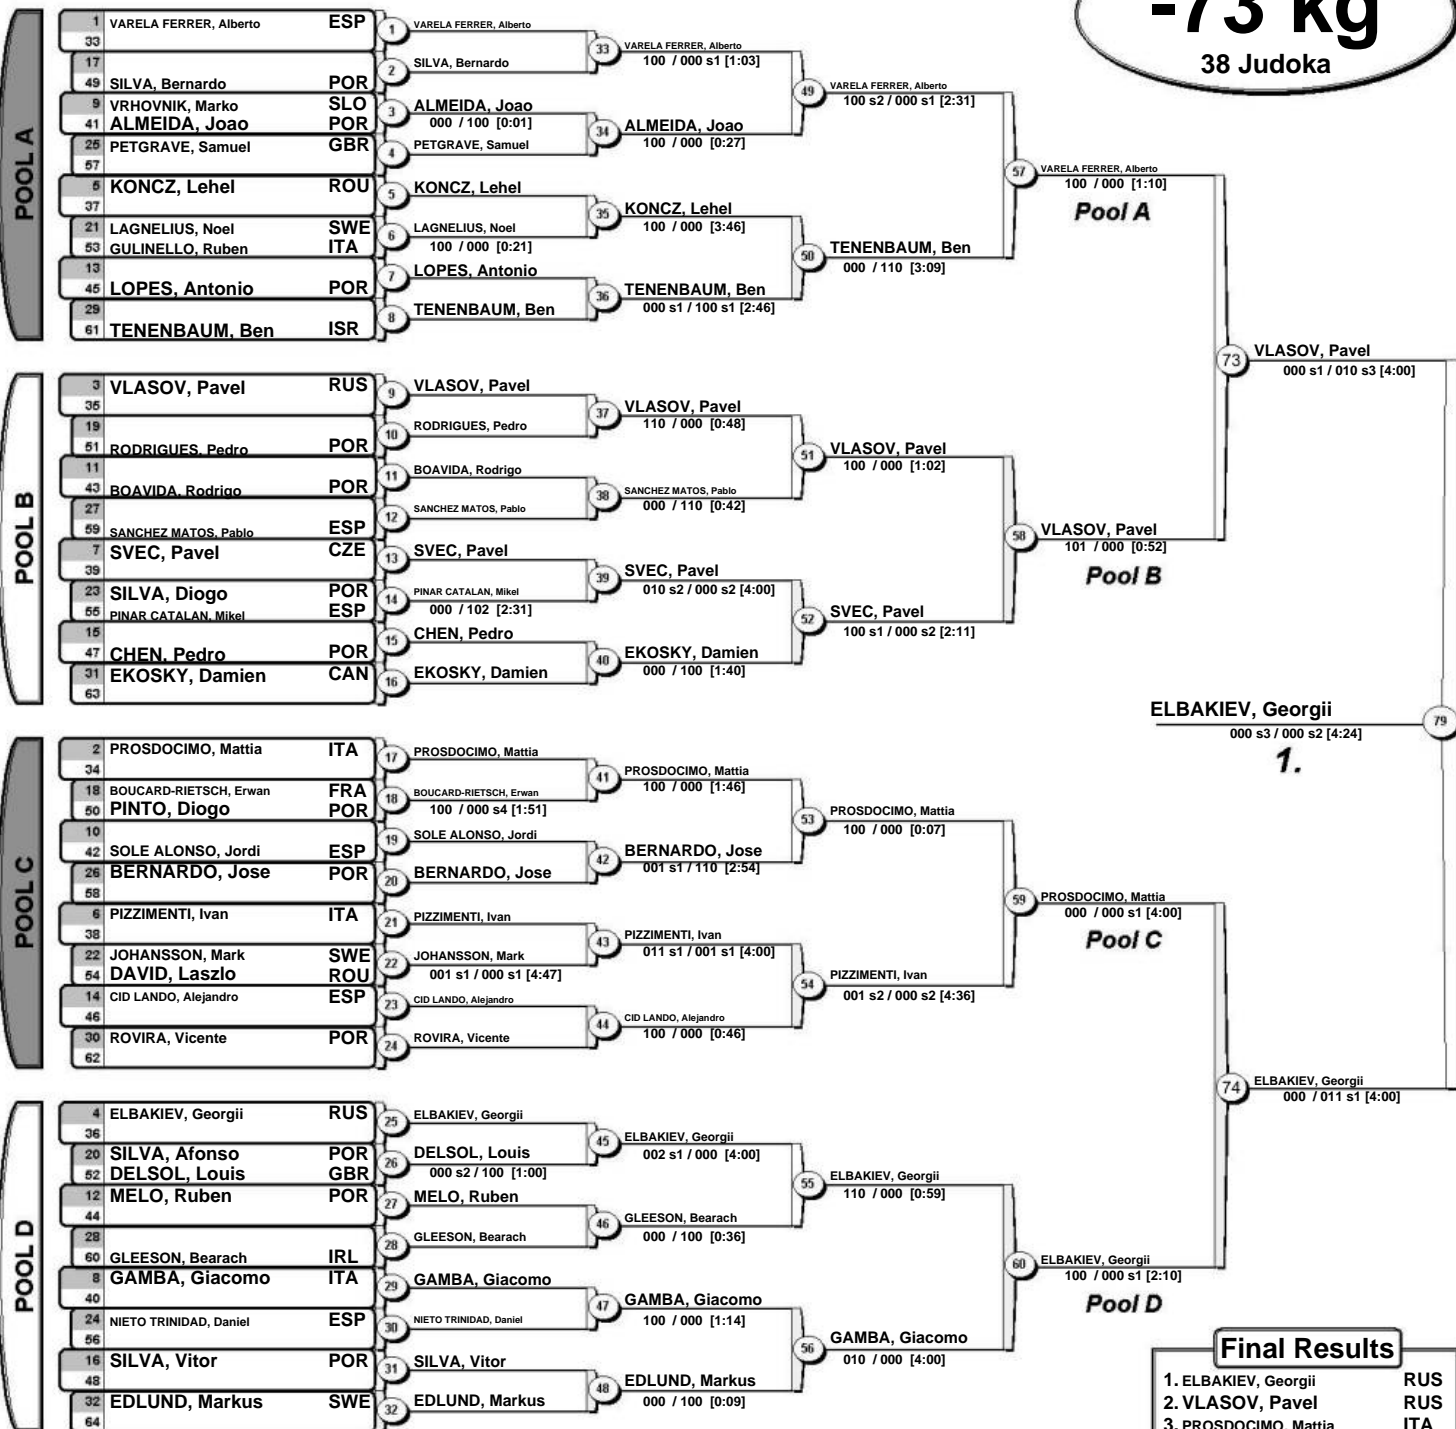 -73 kg
38 Judoka
POOL A
1 VARELA FERRER, Alberto ESP
33
17
49 SILVA, Bernardo POR
9 VRHOVNIK, Marko SLO
41 ALMEIDA, Joao POR
25 PETGRAVE, Samuel GBR
57
5 KONCZ, Lehel ROU
37
21 LAGNELIUS, Noel SWE
53 GULINELLO, Ruben ITA
13
45 LOPES, Antonio POR
29
61 TENENBAUM, Ben ISR
1 VARELA FERRER, Alberto
2 SILVA, Bernardo
3 ALMEIDA, Joao
000 / 100 [0:01]
4 PETGRAVE, Samuel
5 KONCZ, Lehel
6 LAGNELIUS, Noel
100 / 000 [0:21]
7 LOPES, Antonio
8 TENENBAUM, Ben
33 VARELA FERRER, Alberto
100 / 000 s1 [1:03]
34 ALMEIDA, Joao
100 / 000 [0:27]
35 KONCZ, Lehel
100 / 000 [3:46]
36 TENENBAUM, Ben
000 s1 / 100 s1 [2:46]
49 VARELA FERRER, Alberto
100 s2 / 000 s1 [2:31]
50 TENENBAUM, Ben
000 / 110 [3:09]
57 VARELA FERRER, Alberto
100 / 000 [1:10]
Pool A
POOL B
3 VLASOV, Pavel RUS
35
19
51 RODRIGUES, Pedro POR
11
43 BOAVIDA, Rodrigo POR
27
59 SANCHEZ MATOS, Pablo ESP
7 SVEC, Pavel CZE
39
23 SILVA, Diogo POR
55 PINAR CATALAN, Mikel ESP
15
47 CHEN, Pedro POR
31 EKOSKY, Damien CAN
63
9 VLASOV, Pavel
10 RODRIGUES, Pedro
11 BOAVIDA, Rodrigo
12 SANCHEZ MATOS, Pablo
13 SVEC, Pavel
14 PINAR CATALAN, Mikel
000 / 102 [2:31]
15 CHEN, Pedro
16 EKOSKY, Damien
37 VLASOV, Pavel
110 / 000 [0:48]
38 SANCHEZ MATOS, Pablo
000 / 110 [0:42]
39 SVEC, Pavel
010 s2 / 000 s2 [4:00]
40 EKOSKY, Damien
000 / 100 [1:40]
51 VLASOV, Pavel
100 / 000 [1:02]
52 SVEC, Pavel
100 s1 / 000 s2 [2:11]
58 VLASOV, Pavel
101 / 000 [0:52]
Pool B
73 VLASOV, Pavel
000 s1 / 010 s3 [4:00]
ELBAKIEV, Georgii 79
000 s3 / 000 s2 [4:24]
1.
POOL C
2 PROSDOCIMO, Mattia ITA
34
18 BOUCARD-RIETSCH, Erwan FRA
50 PINTO, Diogo POR
10
42 SOLE ALONSO, Jordi ESP
26 BERNARDO, Jose POR
58
6 PIZZIMENTI, Ivan ITA
38
22 JOHANSSON, Mark SWE
54 DAVID, Laszlo ROU
14 CID LANDO, Alejandro ESP
46
30 ROVIRA, Vicente POR
62
17 PROSDOCIMO, Mattia
18 BOUCARD-RIETSCH, Erwan
100 / 000 s4 [1:51]
19 SOLE ALONSO, Jordi
20 BERNARDO, Jose
21 PIZZIMENTI, Ivan
22 JOHANSSON, Mark
001 s1 / 000 s1 [4:47]
23 CID LANDO, Alejandro
24 ROVIRA, Vicente
41 PROSDOCIMO, Mattia
100 / 000 [1:46]
42 BERNARDO, Jose
001 s1 / 110 [2:54]
43 PIZZIMENTI, Ivan
011 s1 / 001 s1 [4:00]
44 CID LANDO, Alejandro
100 / 000 [0:46]
53 PROSDOCIMO, Mattia
100 / 000 [0:07]
54 PIZZIMENTI, Ivan
001 s2 / 000 s2 [4:36]
59 PROSDOCIMO, Mattia
000 / 000 s1 [4:00]
Pool C
74 ELBAKIEV, Georgii
000 / 011 s1 [4:00]
POOL D
4 ELBAKIEV, Georgii RUS
36
20 SILVA, Afonso POR
52 DELSOL, Louis GBR
12 MELO, Ruben POR
44
28
60 GLEESON, Bearach IRL
8 GAMBA, Giacomo ITA
40
24 NIETO TRINIDAD, Daniel ESP
56
16 SILVA, Vitor POR
48
32 EDLUND, Markus SWE
64
25 ELBAKIEV, Georgii
26 DELSOL, Louis
000 s2 / 100 [1:00]
27 MELO, Ruben
28 GLEESON, Bearach
29 GAMBA, Giacomo
30 NIETO TRINIDAD, Daniel
31 SILVA, Vitor
32 EDLUND, Markus
45 ELBAKIEV, Georgii
002 s1 / 000 [4:00]
46 GLEESON, Bearach
000 / 100 [0:36]
47 GAMBA, Giacomo
100 / 000 [1:14]
48 EDLUND, Markus
000 / 100 [0:09]
55 ELBAKIEV, Georgii
110 / 000 [0:59]
56 GAMBA, Giacomo
010 / 000 [4:00]
60 ELBAKIEV, Georgii
100 / 000 s1 [2:10]
Pool D
Final Results
1. ELBAKIEV, Georgii RUS
2. VLASOV, Pavel RUS
3. PROSDOCIMO, Mattia ITA